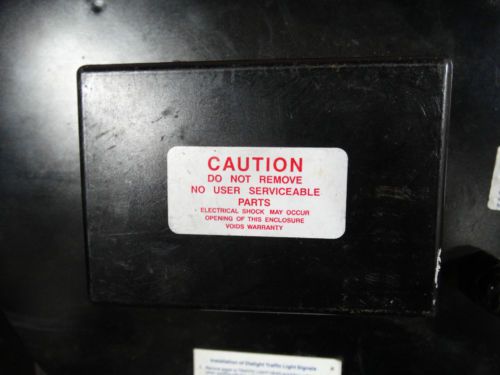 CAUTION
DO NOT REMOVE
NO USER SERVICEABLE
PARTS
ELECTRICAL SHOCK MAY OCCUR
OPENING OF THIS ENCLOSURE
VOIDS WARRANTY
Installation of Dialight Traffic Light Signals